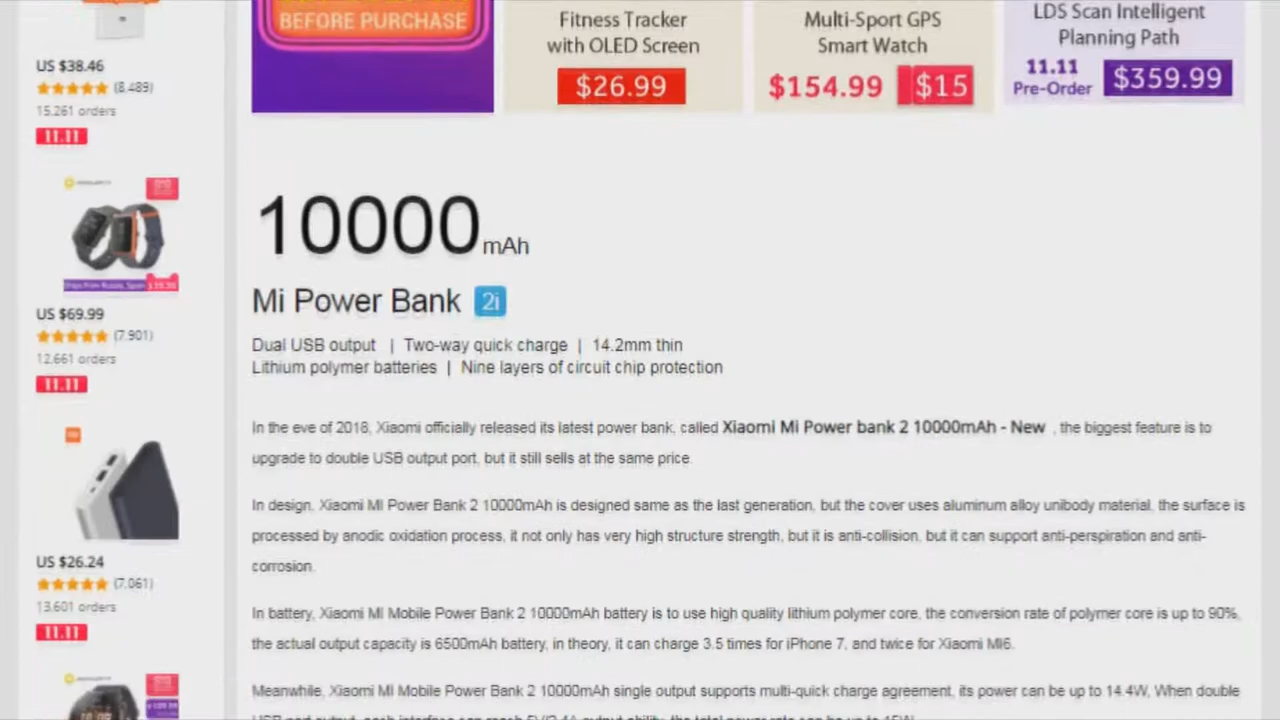 BEFORE PURCHASE
Fitness Tracker
with OLED Screen
$26.99
Multi-Sport GPS
Smart Watch
$154.99 $15
LDS Scan Intelligent
Planning Path
11.11
Pre-Order
$359.99
US $38.46
(8,489)
15,261 orders
11.11
US $69.99
(7,901)
12,661 orders
11.11
US $26.24
(7,061)
13,601 orders
11.11
10000 mAh
Mi Power Bank 2i
Dual USB output | Two-way quick charge | 14.2mm thin
Lithium polymer batteries | Nine layers of circuit chip protection
In the eve of 2018, Xiaomi officially released its latest power bank, called Xiaomi Mi Power bank 2 10000mAh - New , the biggest feature is to
upgrade to double USB output port, but it still sells at the same price.
In design, Xiaomi MI Power Bank 2 10000mAh is designed same as the last generation, but the cover uses aluminum alloy unibody material, the surface is
processed by anodic oxidation process, it not only has very high structure strength, but it is anti-collision, but it can support anti-perspiration and anti-
corrosion.
In battery, Xiaomi MI Mobile Power Bank 2 10000mAh battery is to use high quality lithium polymer core, the conversion rate of polymer core is up to 90%,
the actual output capacity is 6500mAh battery, in theory, it can charge 3.5 times for iPhone 7, and twice for Xiaomi MI6.
Meanwhile, Xiaomi MI Mobile Power Bank 2 10000mAh single output supports multi-quick charge agreement, its power can be up to 14.4W, When double